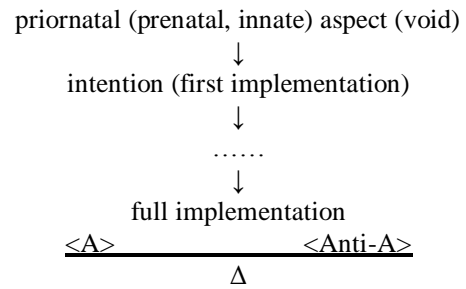 priornatal (prenatal, innate) aspect (void)
↓
intention (first implementation)
↓
……
↓
full implementation
<A> <Anti-A>
Δ